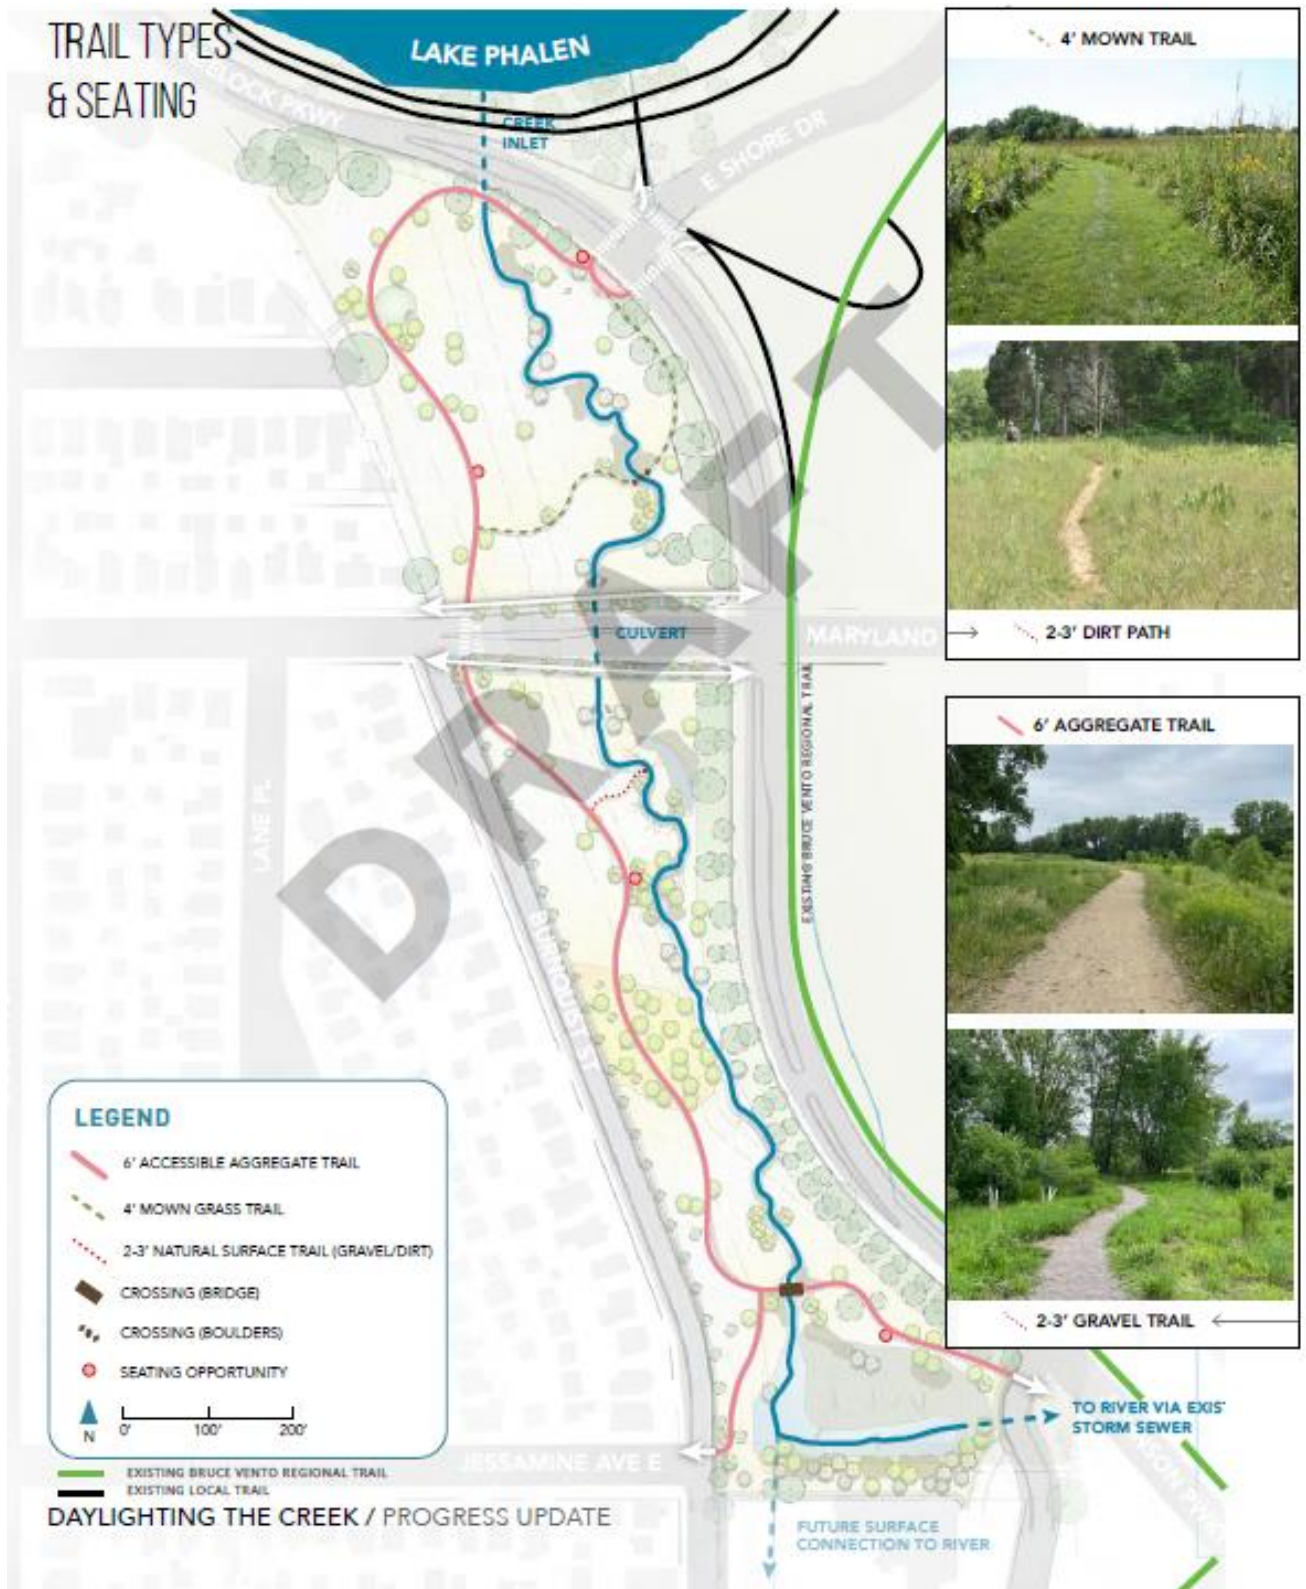 TRAIL TYPES
& SEATING
LAKE PHALEN
CREEK
INLET
E SHORE DR
4' MOWN TRAIL
DRAFT
CULVERT
MARYLAND
2-3' DIRT PATH
EXISTING BRUCE VENTO REGIONAL TRAIL
6' AGGREGATE TRAIL
LANE PL
BURNQUIST ST
2-3' GRAVEL TRAIL
LEGEND
6' ACCESSIBLE AGGREGATE TRAIL
4' MOWN GRASS TRAIL
2-3' NATURAL SURFACE TRAIL (GRAVEL/DIRT)
CROSSING (BRIDGE)
CROSSING (BOULDERS)
SEATING OPPORTUNITY
N
0' 100' 200'
TO RIVER VIA EXIS
STORM SEWER
JESSAMINE AVE E
EXISTING BRUCE VENTO REGIONAL TRAIL
EXISTING LOCAL TRAIL
DAYLIGHTING THE CREEK / PROGRESS UPDATE
FUTURE SURFACE
CONNECTION TO RIVER